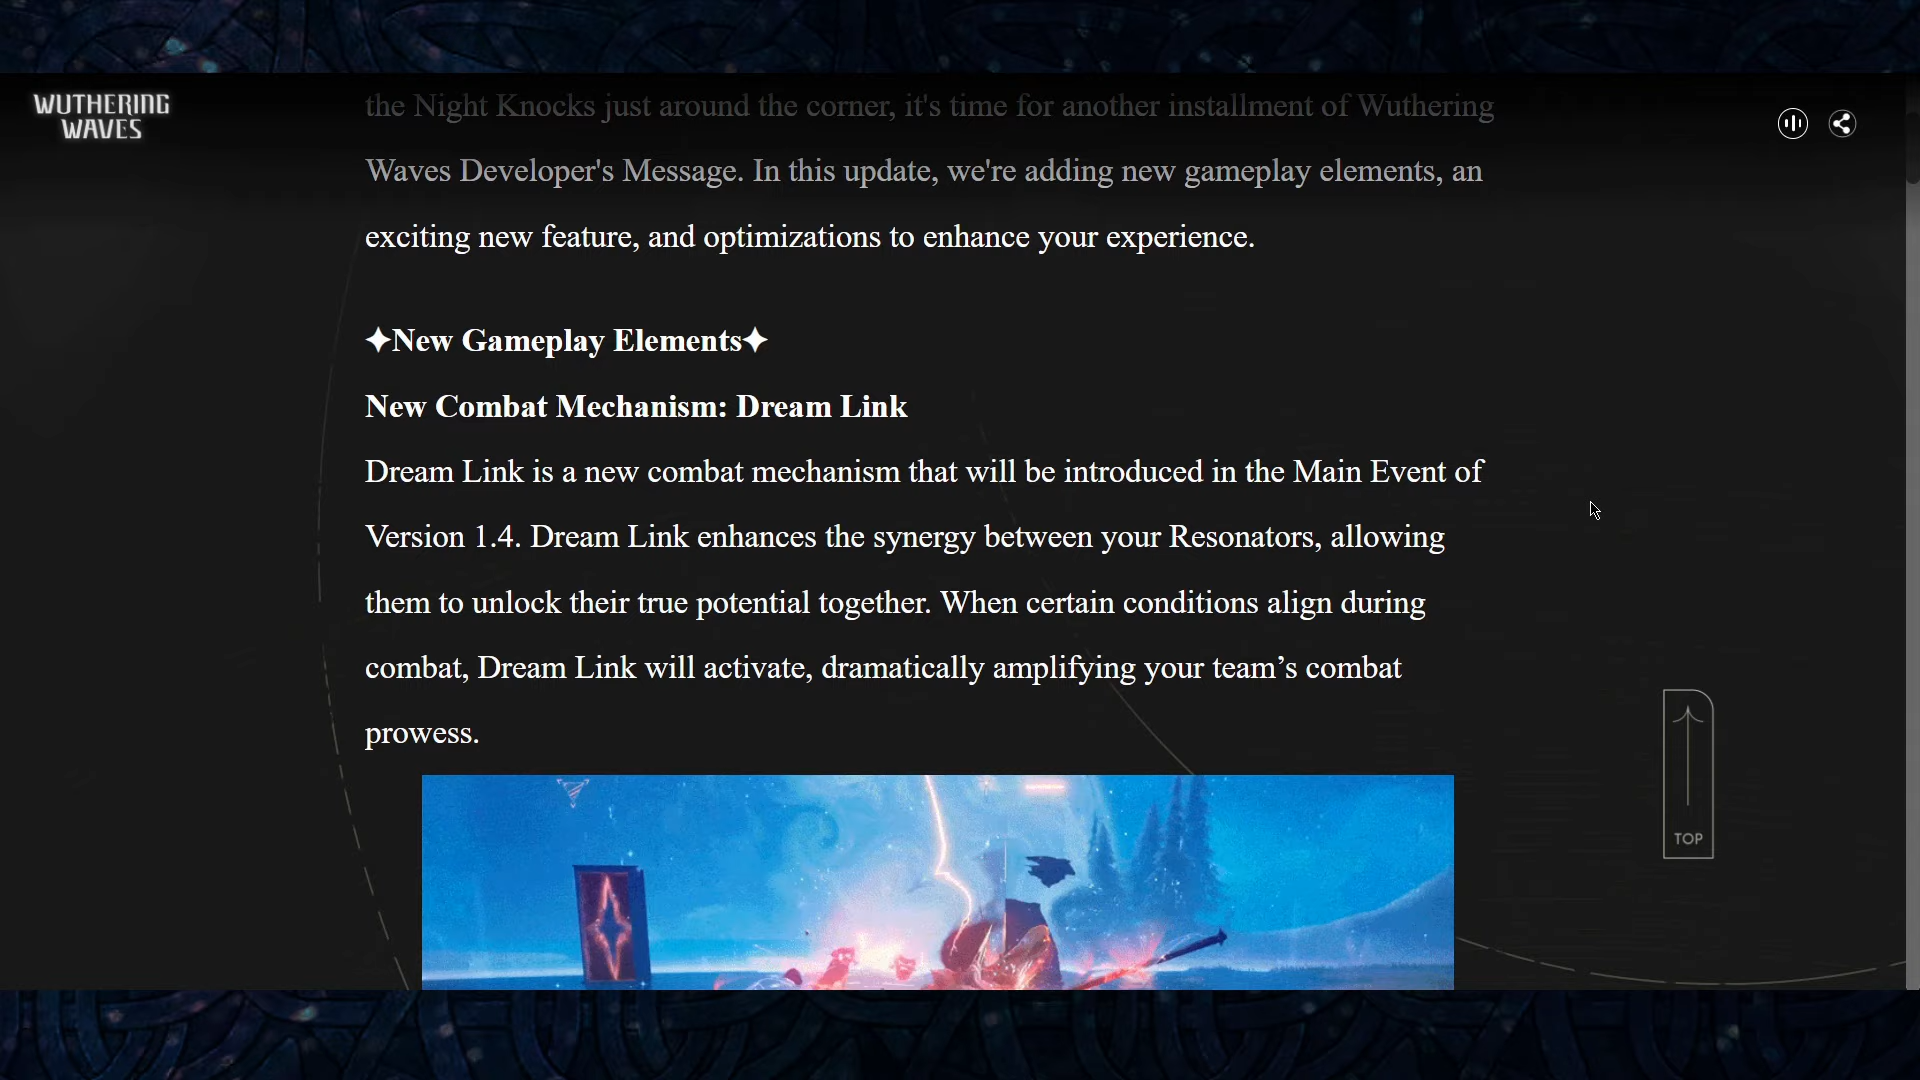 WUTHERING
WAVES
the Night Knocks just around the corner, it's time for another installment of Wuthering
Waves Developer's Message. In this update, we're adding new gameplay elements, an
exciting new feature, and optimizations to enhance your experience.
✦New Gameplay Elements✦
New Combat Mechanism: Dream Link
Dream Link is a new combat mechanism that will be introduced in the Main Event of
Version 1.4. Dream Link enhances the synergy between your Resonators, allowing
them to unlock their true potential together. When certain conditions align during
combat, Dream Link will activate, dramatically amplifying your team’s combat
prowess.
TOP